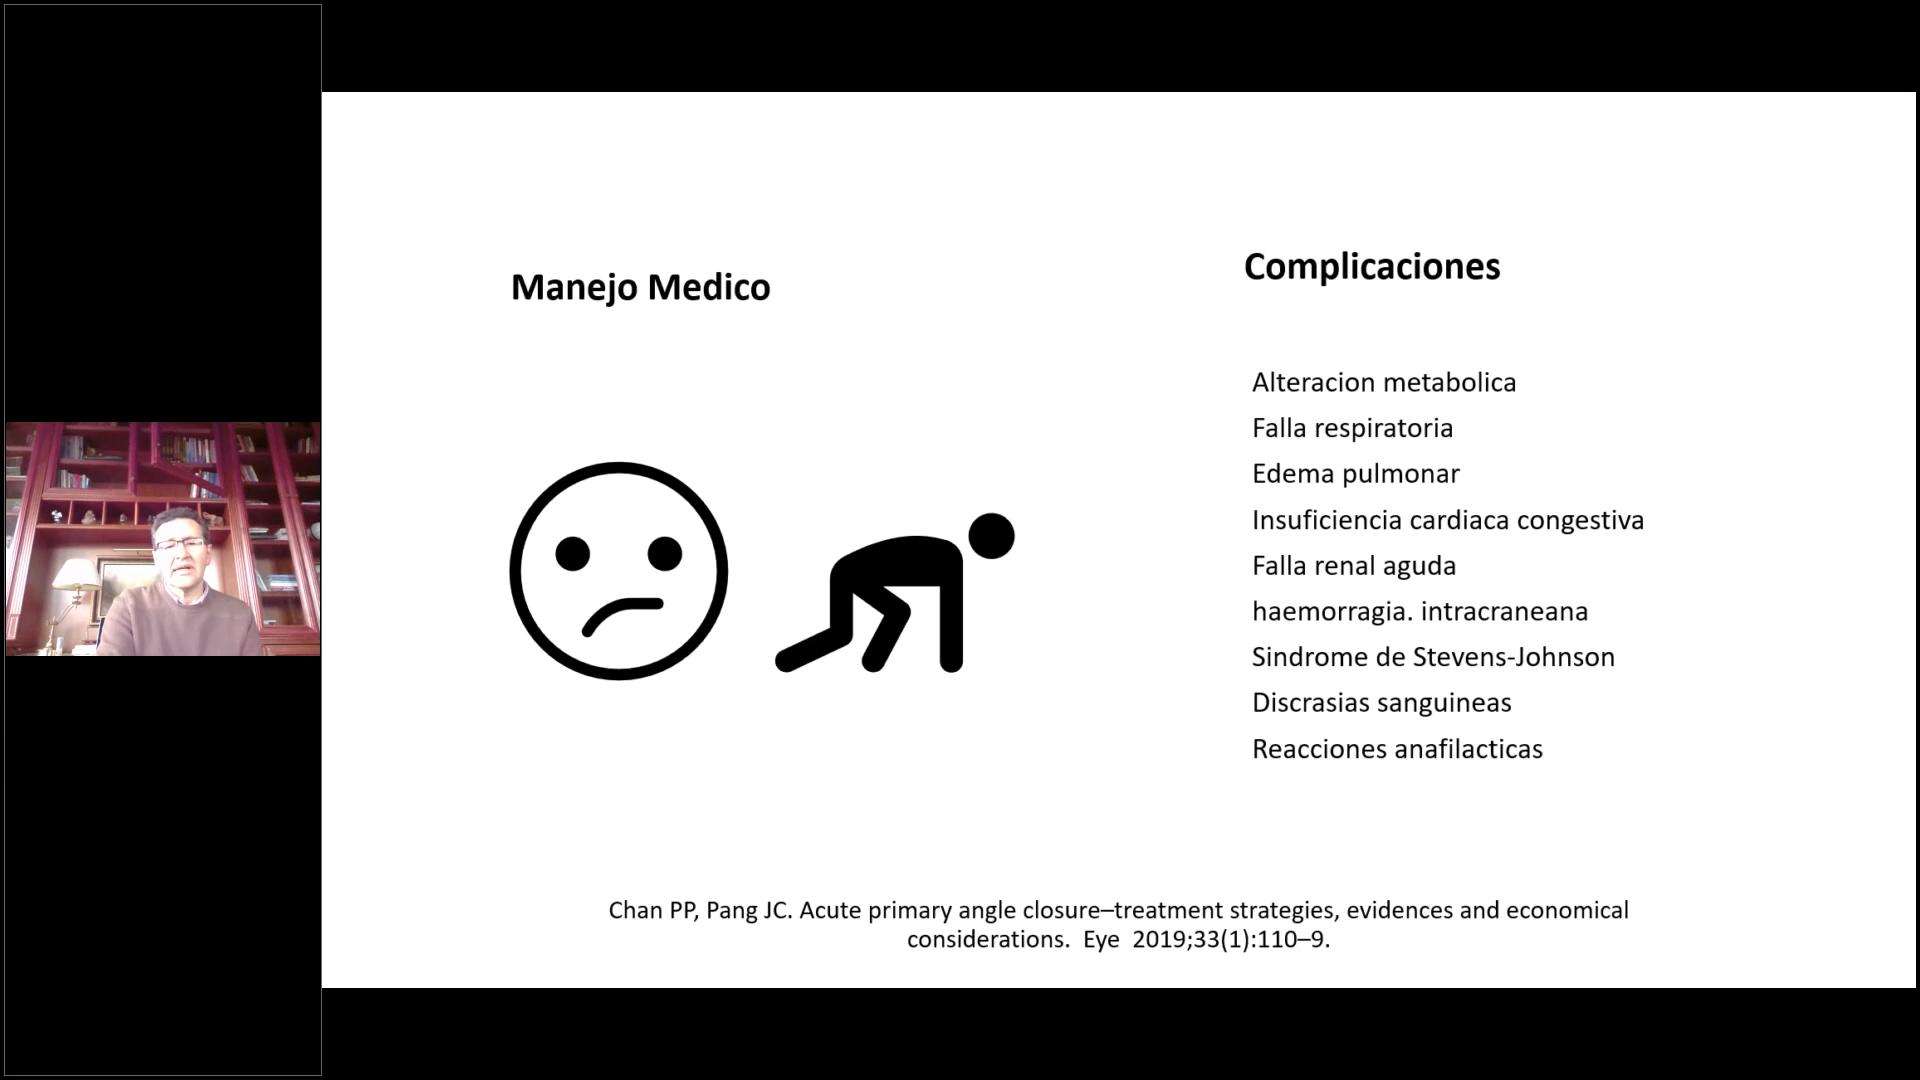 Manejo Medico
Complicaciones
Alteracion metabolica
Falla respiratoria
Edema pulmonar
Insuficiencia cardiaca congestiva
Falla renal aguda
haemorragia. intracraneana
Sindrome de Stevens-Johnson
Discrasias sanguineas
Reacciones anafilacticas
Chan PP, Pang JC. Acute primary angle closure–treatment strategies, evidences and economical
considerations. Eye 2019;33(1):110–9.